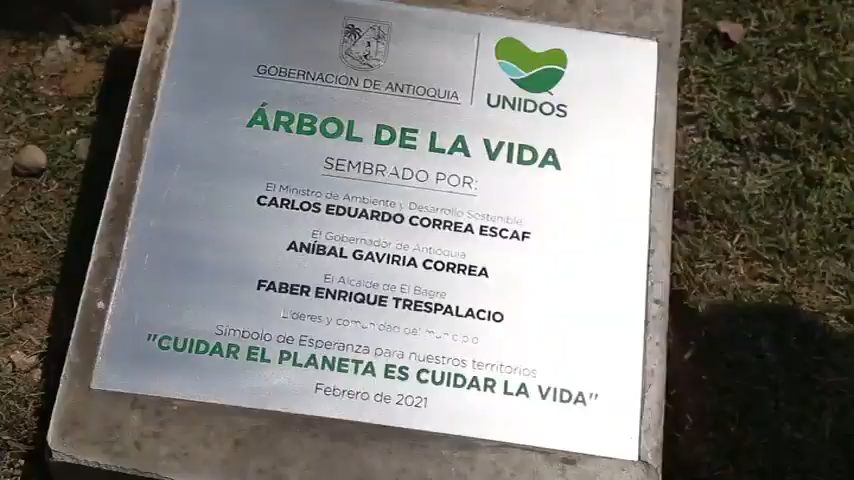 GOBERNACIÓN DE ANTIOQUIA
UNIDOS
ÁRBOL DE LA VIDA
SEMBRADO POR:
El Ministro de Ambiente y Desarrollo Sostenible
CARLOS EDUARDO CORREA ESCAF
El Gobernador de Antioquia
ANÍBAL GAVIRIA CORREA
El Alcalde de El Bagre
FABER ENRIQUE TRESPALACIO
Líderes y comunidad del municipio
Símbolo de Esperanza para nuestros territorios
"CUIDAR EL PLANETA ES CUIDAR LA VIDA"
Febrero de 2021